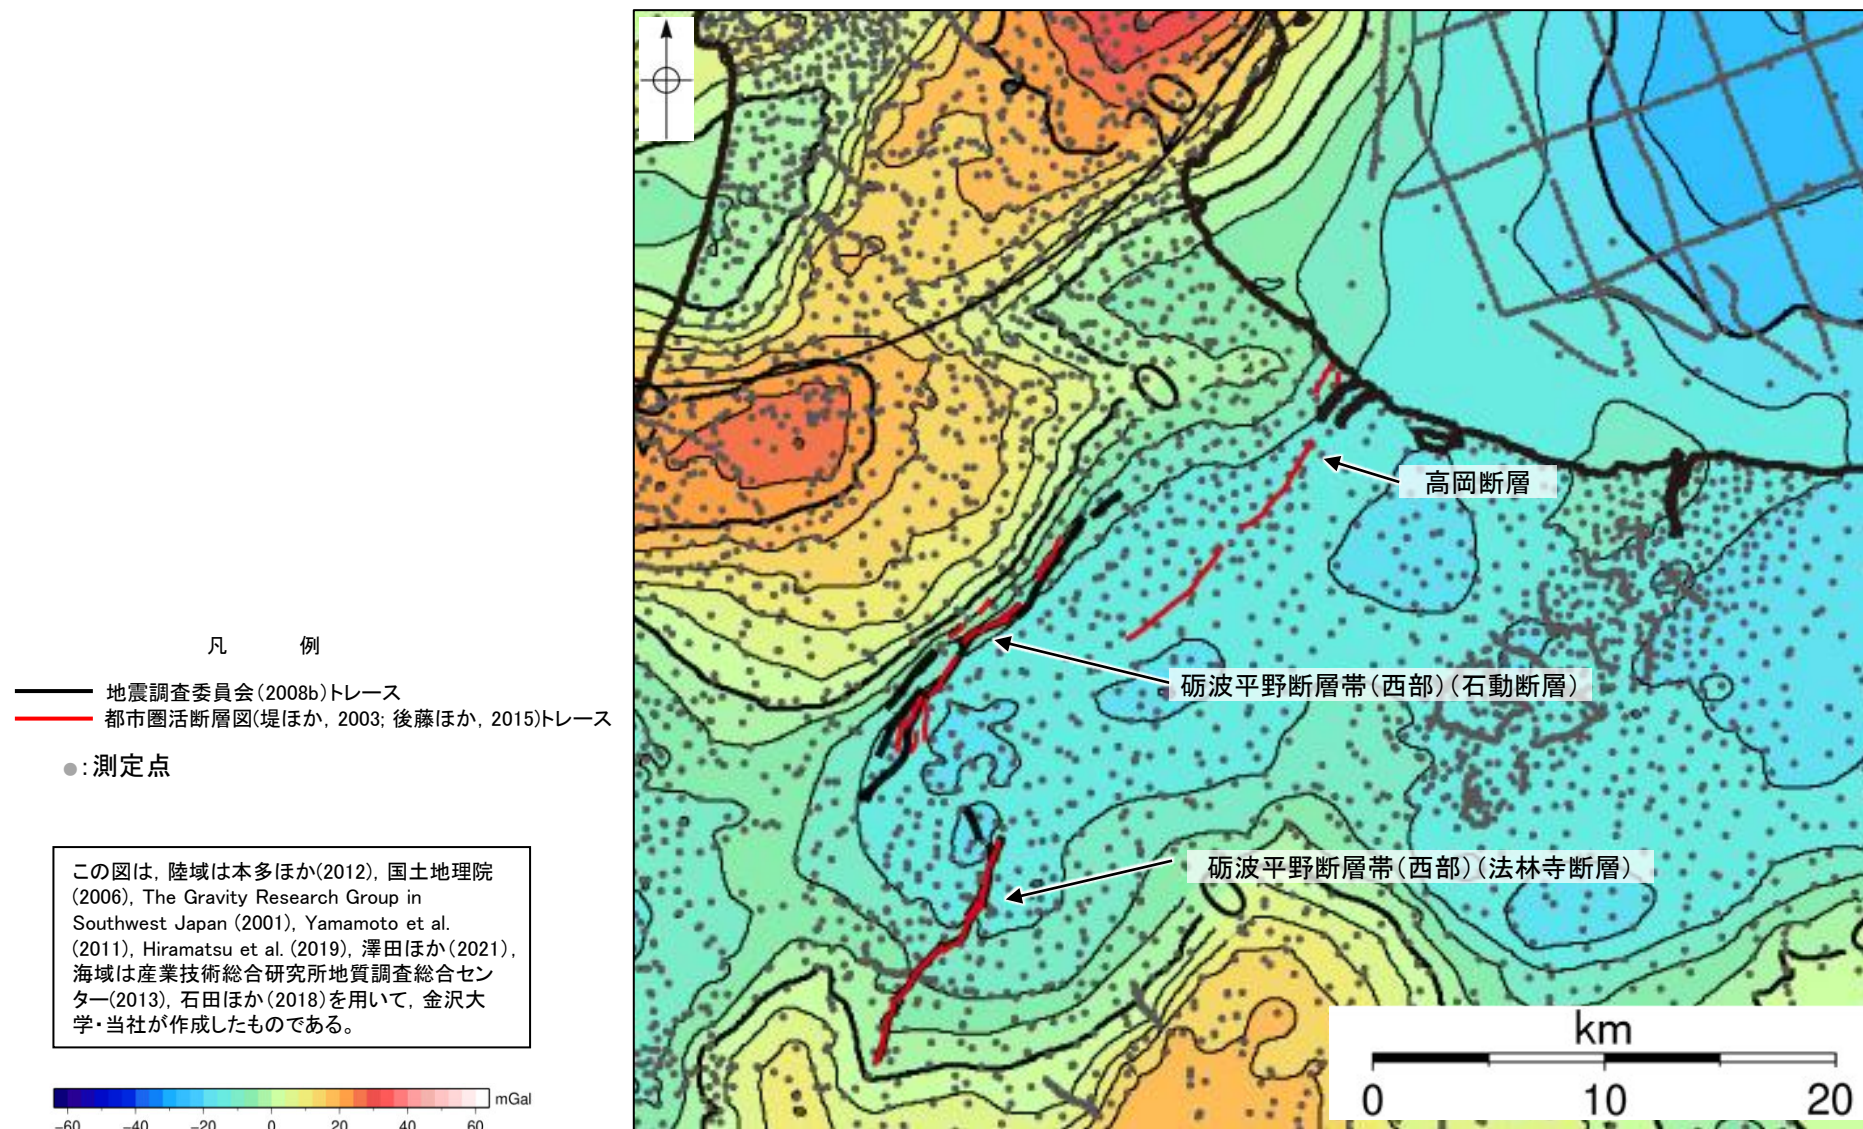 高岡断層
砺波平野断層帯(西部)(石動断層)
砺波平野断層帯(西部)(法林寺断層)
0
0
0
km
0 10 20
凡 例
地震調査委員会(2008b)トレース
都市圏活断層図(堤ほか, 2003; 後藤ほか, 2015)トレース
:測定点
この図は, 陸域は本多ほか(2012), 国土地理院
(2006), The Gravity Research Group in
Southwest Japan (2001), Yamamoto et al.
(2011), Hiramatsu et al. (2019), 澤田ほか(2021),
海域は産業技術総合研究所地質調査総合セン
ター(2013), 石田ほか(2018)を用いて, 金沢大
学・当社が作成したものである。
mGal
-60 -40 -20 0 20 40 60